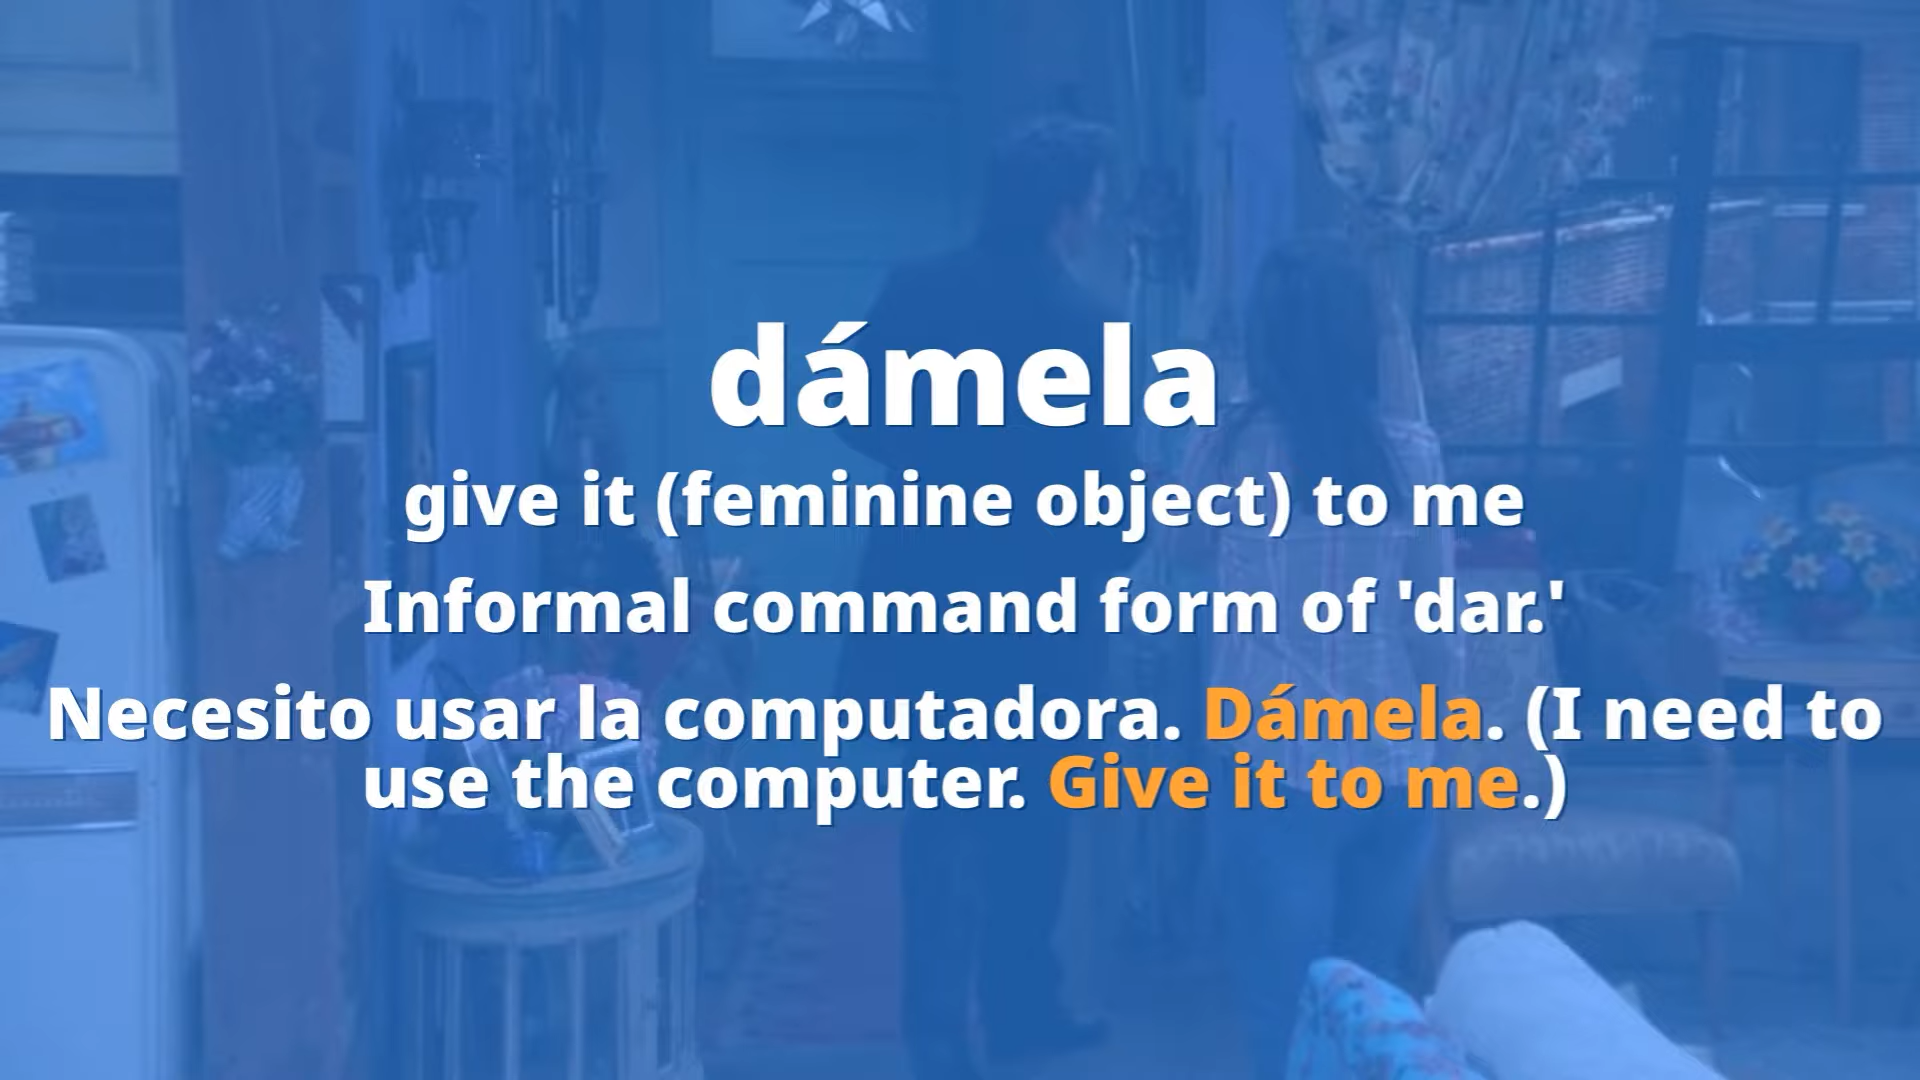 dámela
give it (feminine object) to me
Informal command form of 'dar.'
Necesito usar la computadora. Dámela. (I need to
use the computer. Give it to me.)